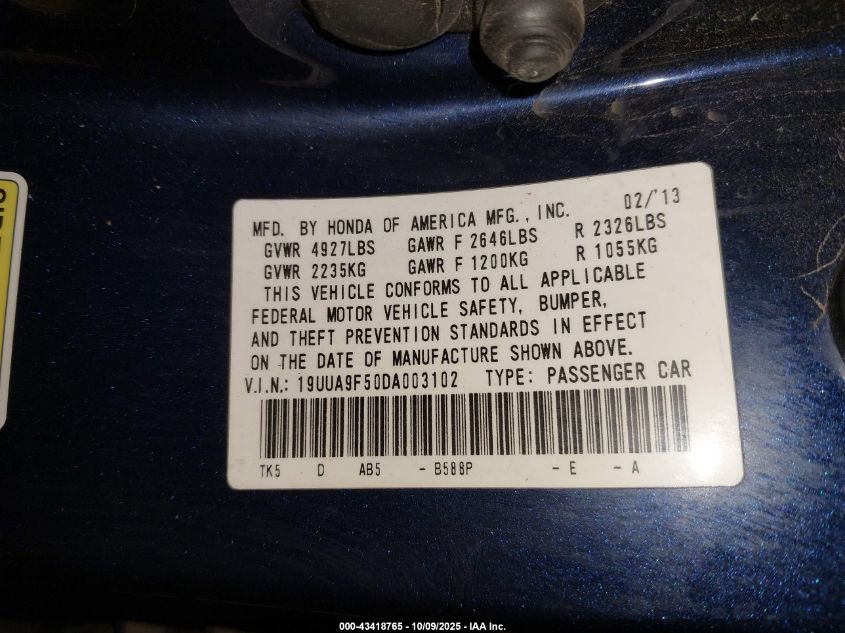 MFD. BY HONDA OF AMERICA MFG., INC. 02/'13
GVWR 4927LBS GAWR F 2646LBS R 2326LBS
GVWR 2235KG GAWR F 1200KG R 1055KG
THIS VEHICLE CONFORMS TO ALL APPLICABLE
FEDERAL MOTOR VEHICLE SAFETY, BUMPER,
AND THEFT PREVENTION STANDARDS IN EFFECT
ON THE DATE OF MANUFACTURE SHOWN ABOVE.
V.I.N.: 19UUA9F50DA003102 TYPE: PASSENGER CAR
TK5 D AB5 - B588P - E - A
000-43418765 - 10/09/2025 - IAA Inc.